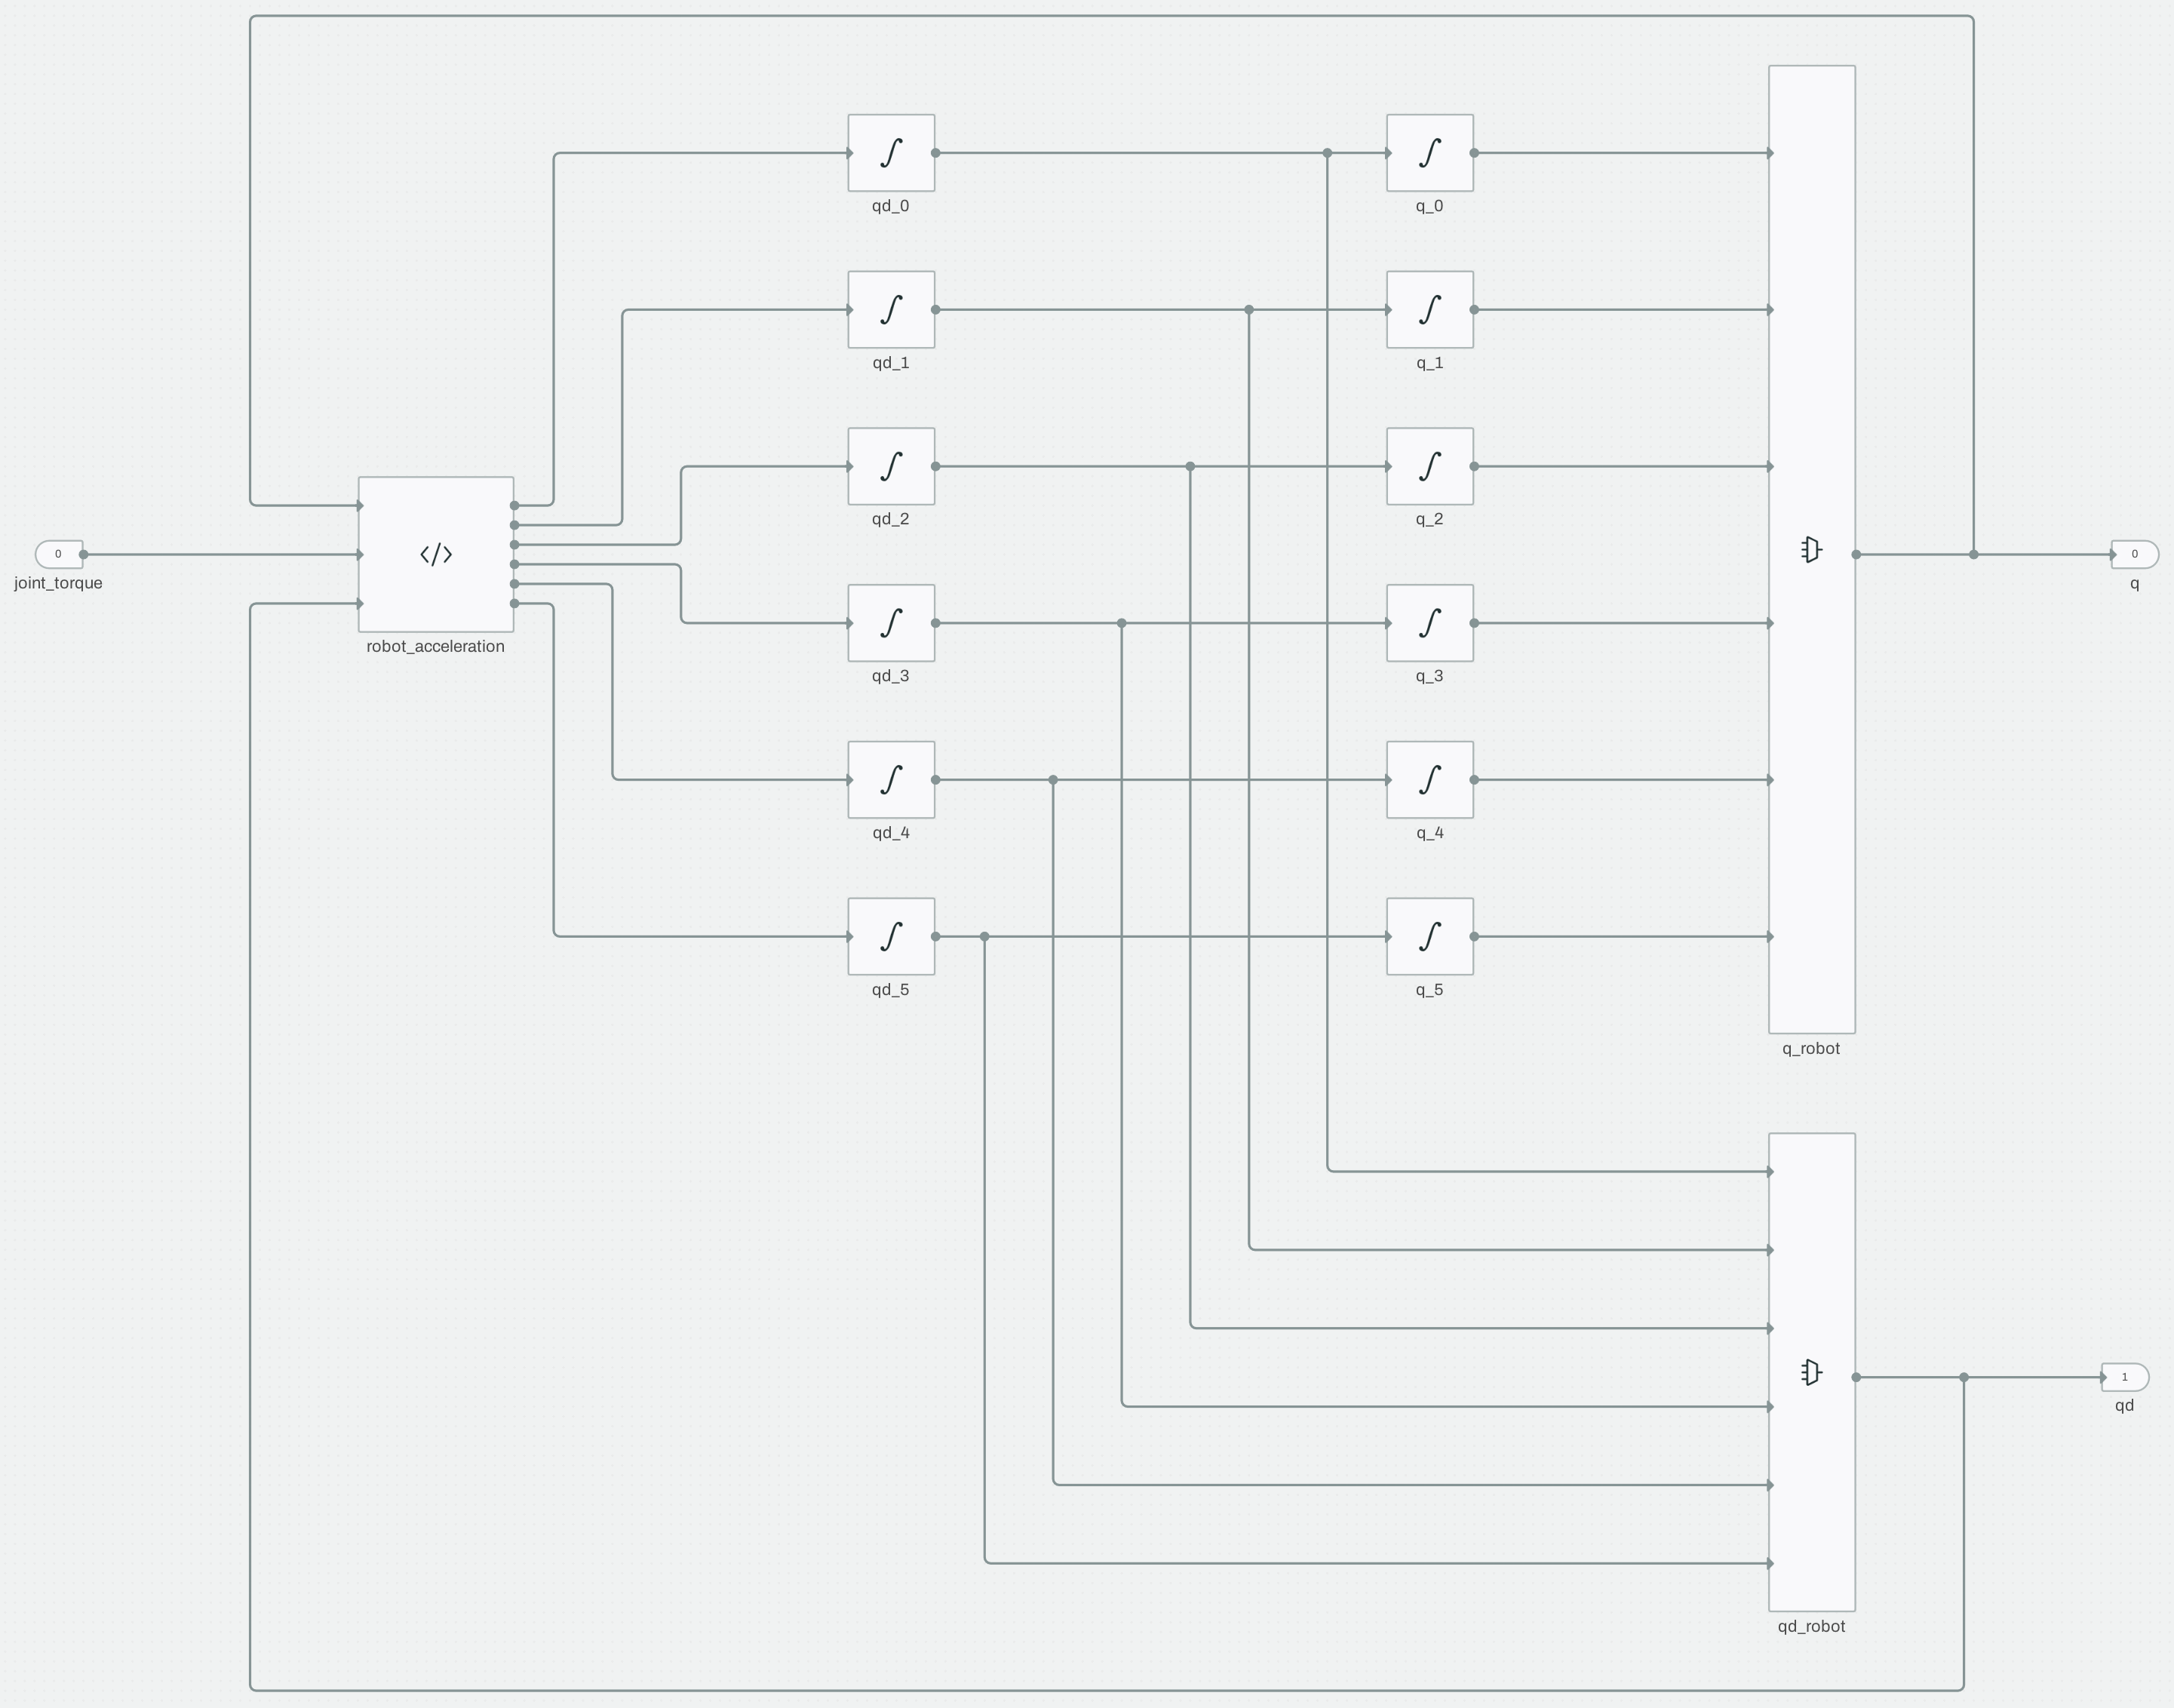 qd_0
q_0
qd_1
q_1
qd_2
q_2
0
joint_torque
</>
robot_acceleration
0
q
qd_3
q_3
qd_4
q_4
qd_5
q_5
q_robot
1
qd
qd_robot